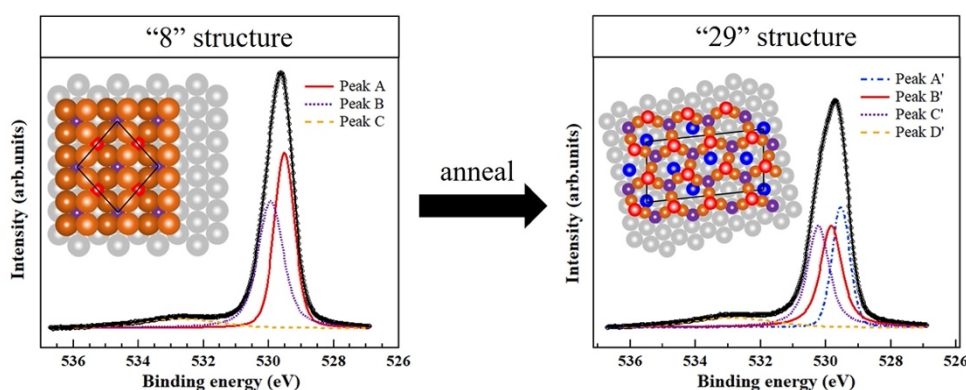 “8” structure
Intensity (arb.units)
Peak A
Peak B
Peak C
536 534 532 530 528 526
Binding energy (eV)
anneal
“29” structure
Intensity (arb.units)
Peak A'
Peak B'
Peak C'
Peak D'
536 534 532 530 528 526
Binding energy (eV)